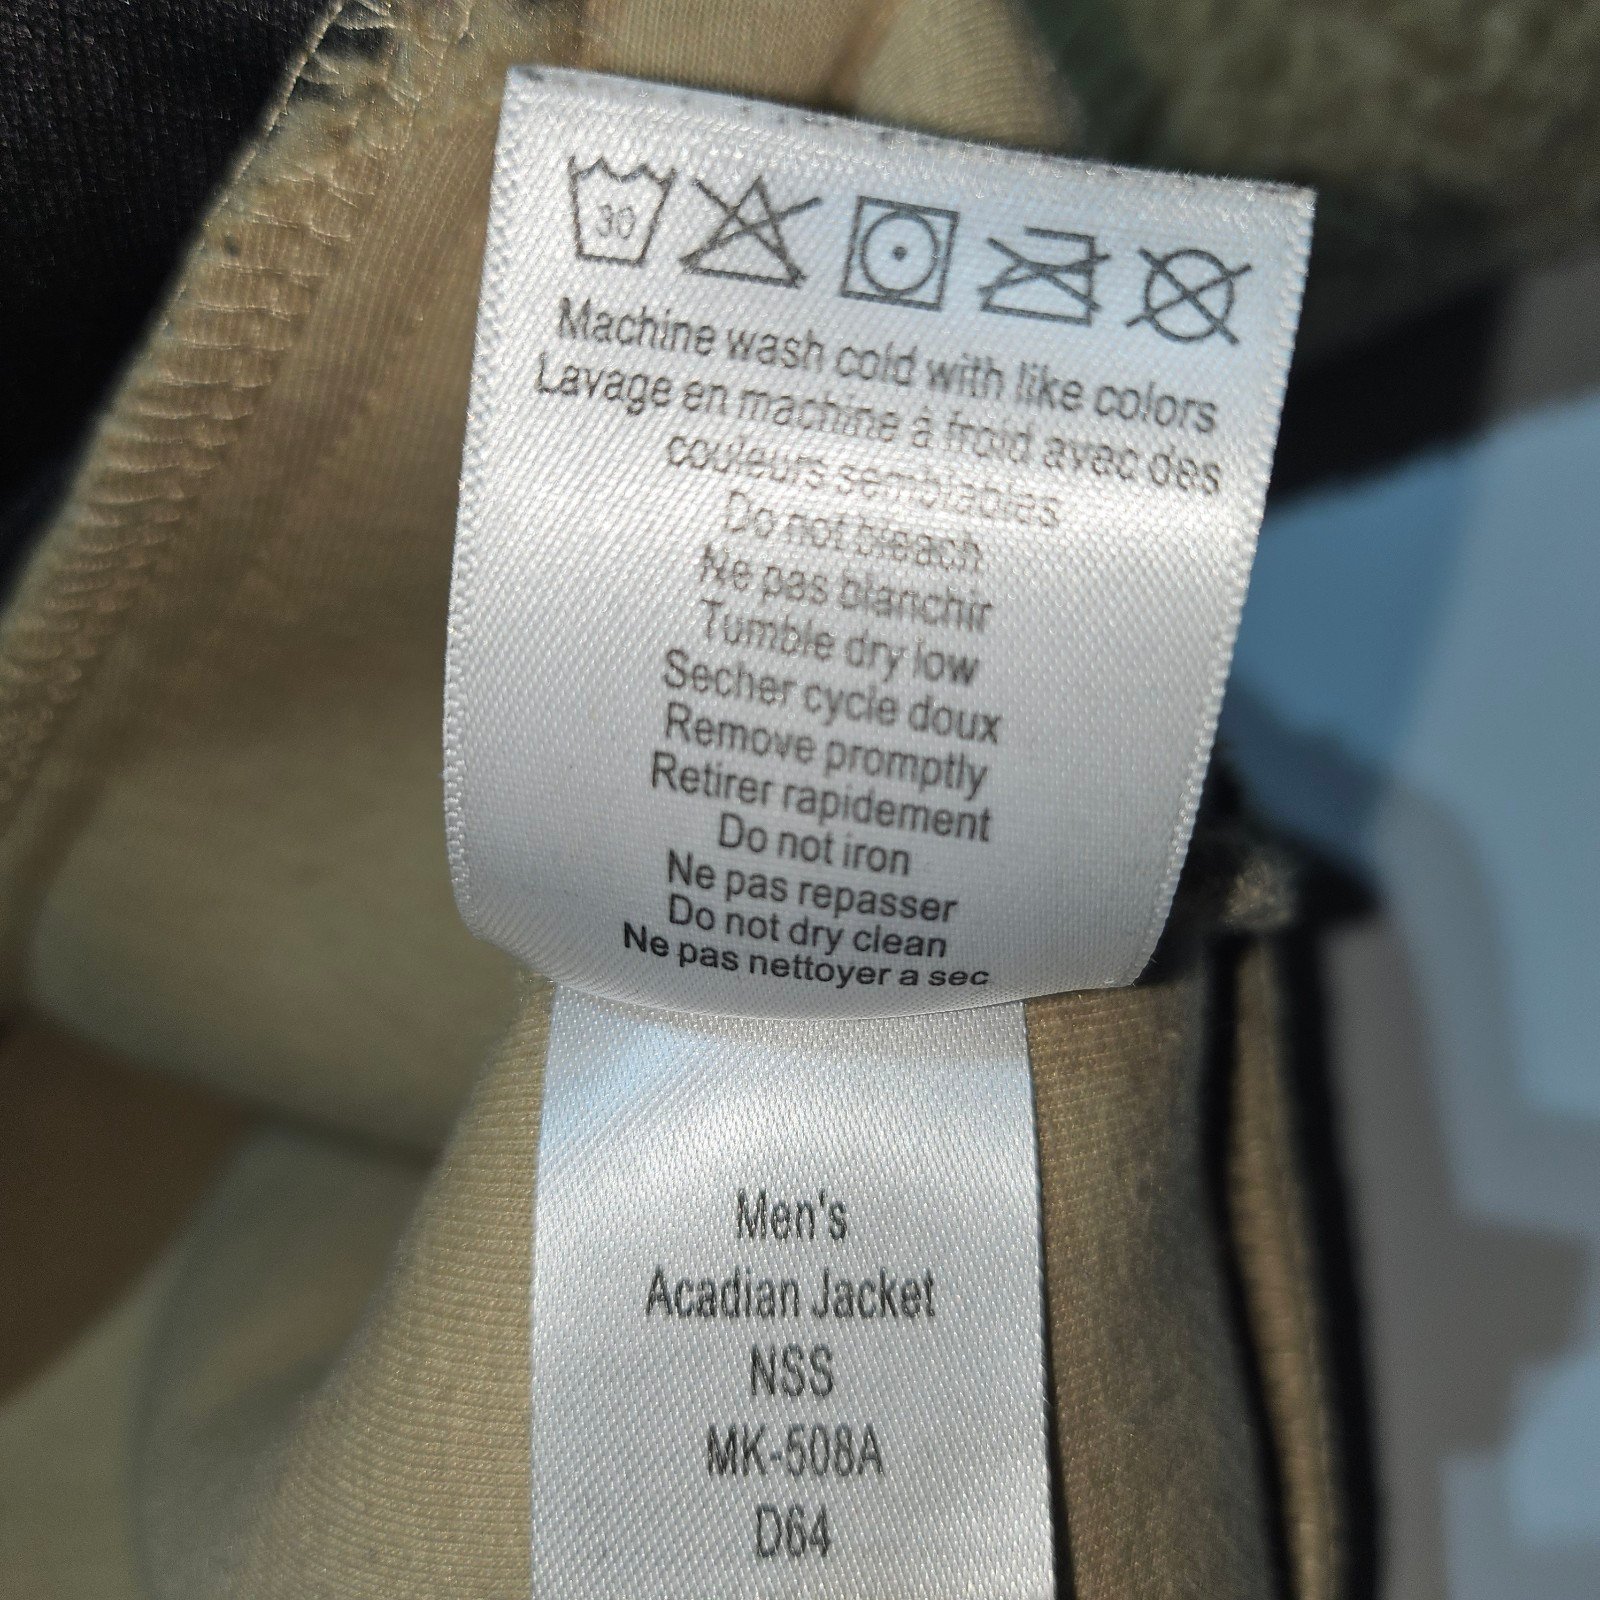 30
Machine wash cold with like colors
Lavage en machine à froid avec des
couleurs semblables
Do not bleach
Ne pas blanchir
Tumble dry low
Secher cycle doux
Remove promptly
Retirer rapidement
Do not iron
Ne pas repasser
Do not dry clean
Ne pas nettoyer a sec
Men's
Acadian Jacket
NSS
MK-508A
D64